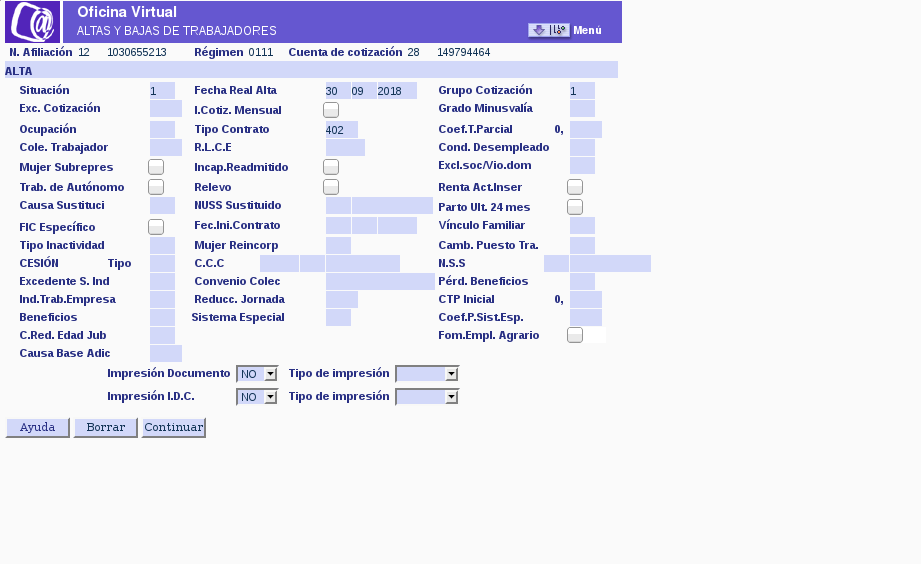 Oficina Virtual
ALTAS Y BAJAS DE TRABAJADORES
Menú
N. Afiliación 12 1030655213 Régimen 0111 Cuenta de cotización 28 149794464
ALTA
Situación 1 Fecha Real Alta 30 09 2018 Grupo Cotización 1
Exc. Cotización I.Cotiz. Mensual Grado Minusvalía
Ocupación Tipo Contrato 402 Coef.T.Parcial 0,
Cole. Trabajador R.L.C.E Cond. Desempleado
Mujer Subrepres Incap.Readmitido Excl.soc/Vio.dom
Trab. de Autónomo Relevo Renta Act.Inser
Causa Sustituci NUSS Sustituido Parto Ult. 24 mes
FIC Específico Fec.Ini.Contrato Vínculo Familiar
Tipo Inactividad Mujer Reincorp Camb. Puesto Tra.
CESIÓN Tipo C.C.C N.S.S
Excedente S. Ind Convenio Colec Pérd. Beneficios
Ind.Trab.Empresa Reducc. Jornada CTP Inicial 0,
Beneficios Sistema Especial Coef.P.Sist.Esp.
C.Red. Edad Jub Fom.Empl. Agrario
Causa Base Adic
Impresión Documento NO Tipo de impresión
Impresión I.D.C. NO Tipo de impresión
Ayuda Borrar Continuar